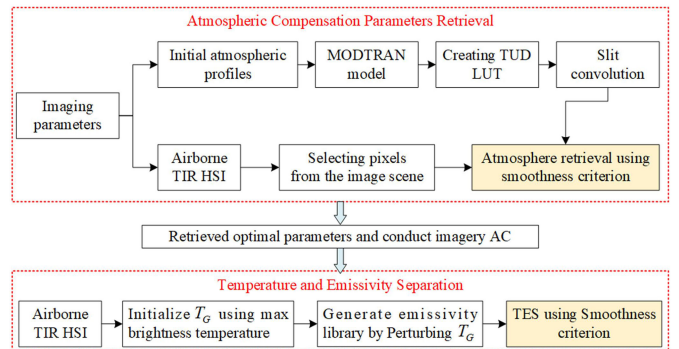 Atmospheric Compensation Parameters Retrieval
Imaging
parameters
Initial atmospheric
profiles
MODTRAN
model
Creating TUD
LUT
Slit
convolution
Airborne
TIR HSI
Selecting pixels
from the image scene
Atmosphere retrieval using
smoothness criterion
Retrieved optimal parameters and conduct imagery AC
Temperature and Emissivity Separation
Airborne
TIR HSI
Initialize T_G using max
brightness temperature
Generate emissivity
library by Perturbing T_G
TES using Smoothness
criterion